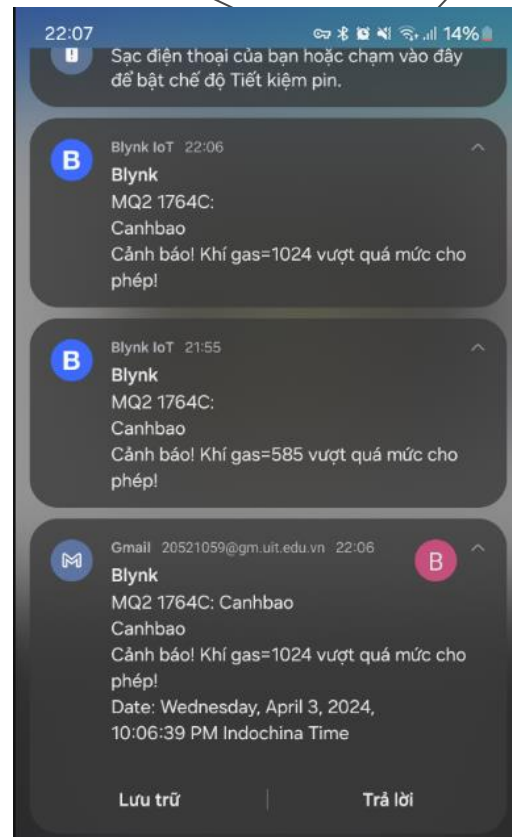 22:07
14%
Sạc điện thoại của bạn hoặc chạm vào đây
để bật chế độ Tiết kiệm pin.
B
Blynk IoT 22:06
Blynk
MQ2 1764C:
Canhbao
Cảnh báo! Khí gas=1024 vượt quá mức cho
phép!
B
Blynk IoT 21:55
Blynk
MQ2 1764C:
Canhbao
Cảnh báo! Khí gas=585 vượt quá mức cho
phép!
Gmail 20521059@gm.uit.edu.vn 22:06
B
Blynk
MQ2 1764C: Canhbao
Canhbao
Cảnh báo! Khí gas=1024 vượt quá mức cho
phép!
Date: Wednesday, April 3, 2024,
10:06:39 PM Indochina Time
Lưu trữ
Trả lời